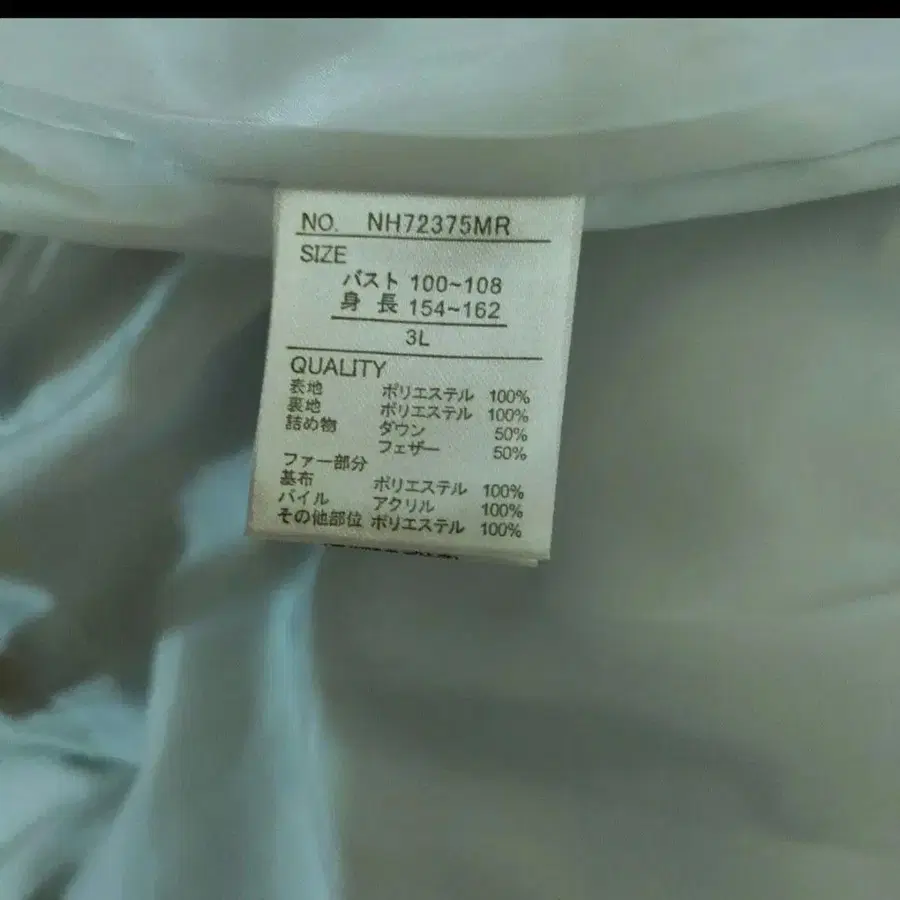 NO. NH72375MR
SIZE
バスト 100~108
身 長 154~162
3L
QUALITY
表地 ポリエステル 100%
裏地 ポリエステル 100%
詰め物 ダウン 50%
フェザー 50%
ファー部分
基布 ポリエステル 100%
パイル アクリル 100%
その他部位 ポリエステル 100%